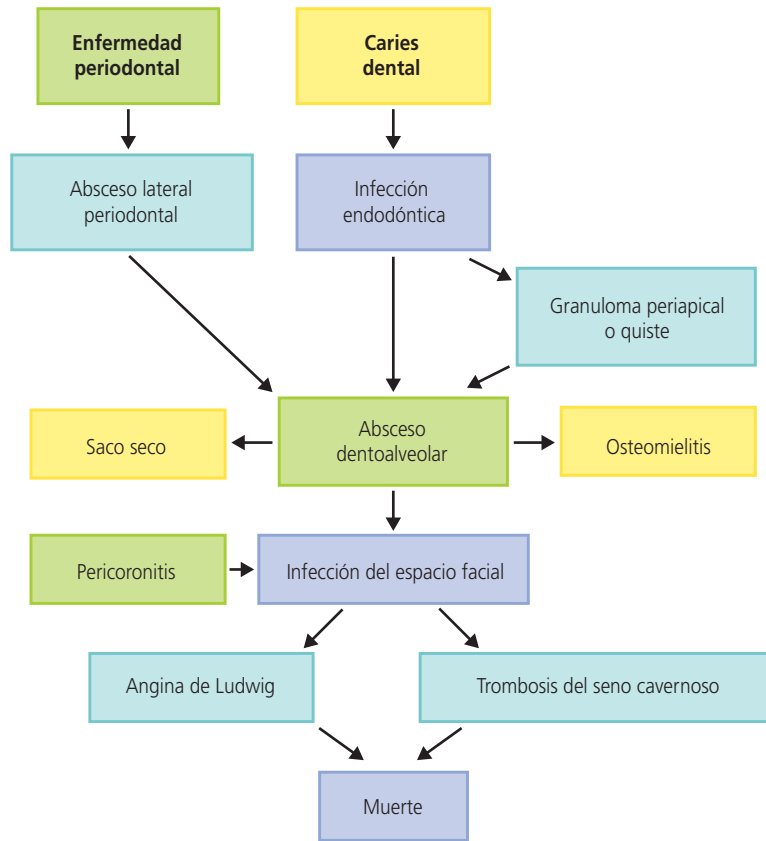 Enfermedad
periodontal
Caries
dental
Absceso lateral
periodontal
Infección
endodóntica
Granuloma periapical
o quiste
Saco seco
Absceso
dentoalveolar
Osteomielitis
Pericoronitis
Infección del espacio facial
Angina de Ludwig
Trombosis del seno cavernoso
Muerte